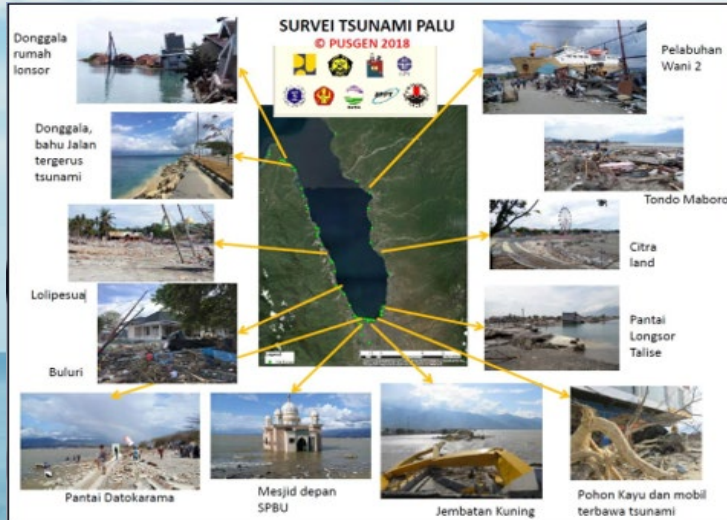 SURVEI TSUNAMI PALU
© PUSGEN 2018
Donggala
rumah
lonsor
Donggala,
bahu Jalan
tergerus
tsunami
Lolipesua
Buluri
Pantai Datokarama
Mesjid depan
SPBU
Jembatan Kuning
Pohon Kayu dan mobil
terbawa tsunami
Pantai
Longsor
Talise
Citra
land
Tondo Maboro
Pelabuhan
Wani 2